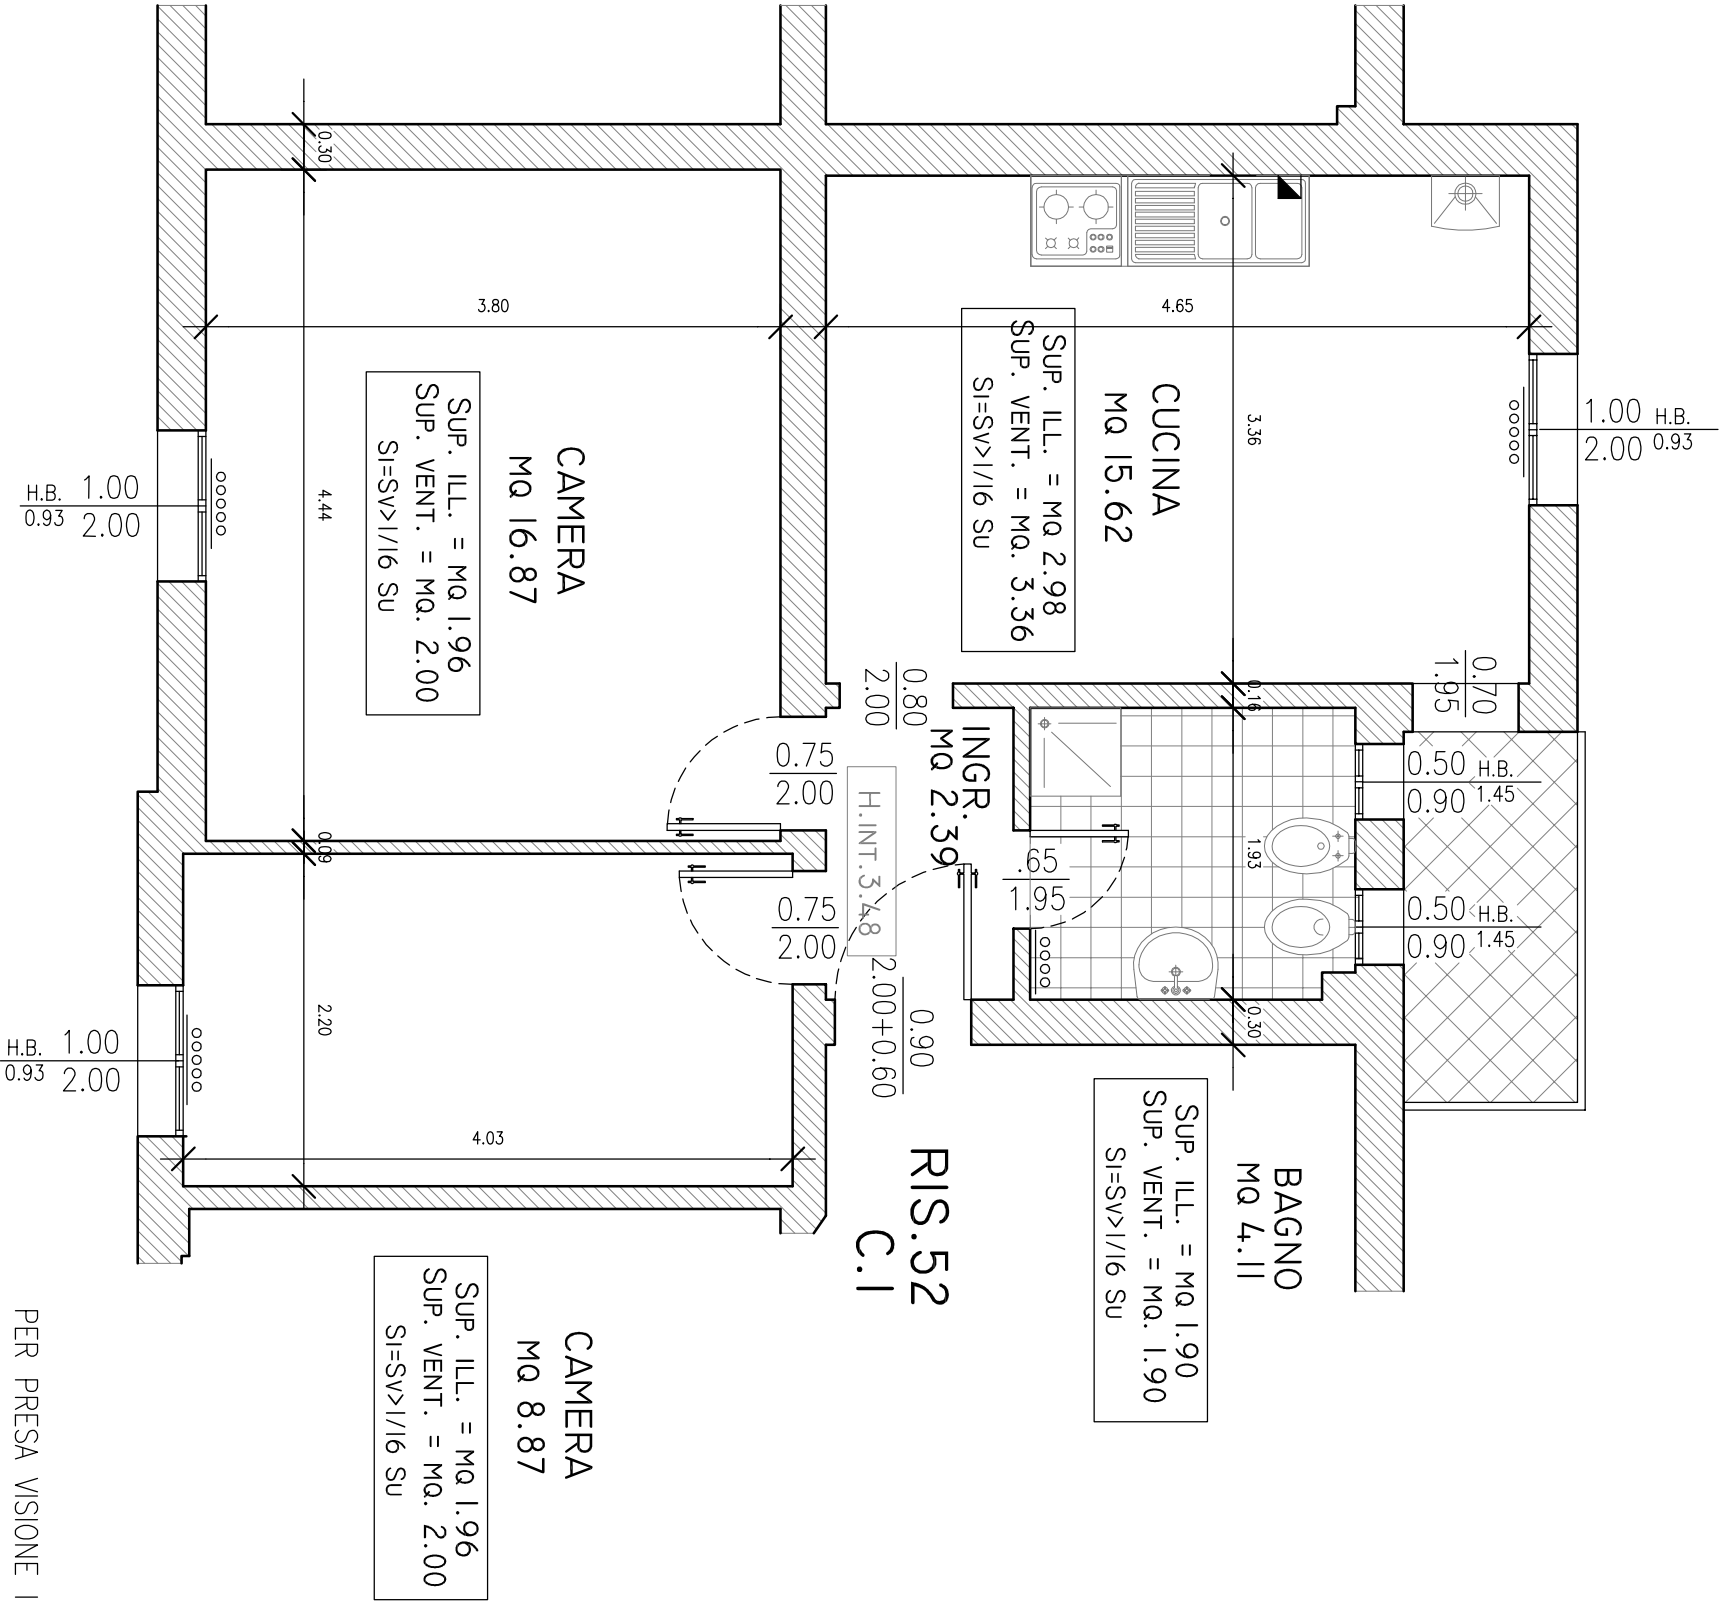 0.30
3.80
4.65
CUCINA
MQ 15.62
SUP. ILL. = MQ 2.98
SUP. VENT. = MQ. 3.36
SI=SV>1/16 SU
3.36
1.00
2.00
H.B.
0.93
CAMERA
MQ 16.87
SUP. ILL. = MQ 1.96
SUP. VENT. = MQ. 2.00
SI=SV>1/16 SU
4.44
H.B.
0.93
1.00
2.00
0.80
2.00
0.16
0.70
1.95
INGR.
MQ 2.39
H.INT.3.48
0.75
2.00
0.75
2.00
.65
1.95
1.93
0.50
0.90
H.B.
1.45
0.50
0.90
H.B.
1.45
0.09
2.20
H.B.
0.93
1.00
2.00
0.90
2.00+0.60
0.30
4.03
RIS.52
C.1
BAGNO
MQ 4.11
SUP. ILL. = MQ 1.90
SUP. VENT. = MQ. 1.90
SI=SV>1/16 SU
CAMERA
MQ 8.87
SUP. ILL. = MQ 1.96
SUP. VENT. = MQ. 2.00
SI=SV>1/16 SU
PER PRESA VISIONE I